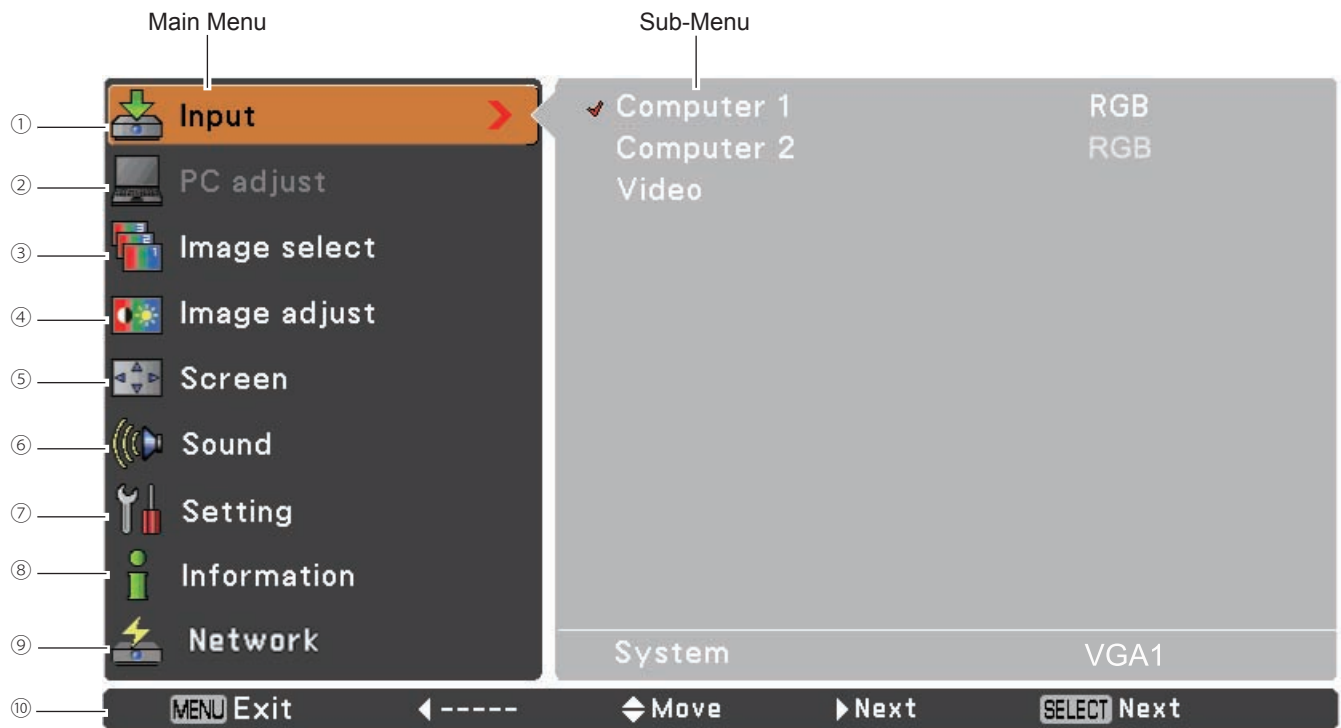 Main Menu Sub-Menu
① Input Computer 1 RGB
Computer 2 RGB
② PC adjust Video
③ Image select
④ Image adjust
⑤ Screen
⑥ Sound
⑦ Setting
⑧ Information
⑨ Network System VGA1
⑩ MENU Exit ----- Move Next SELECT Next